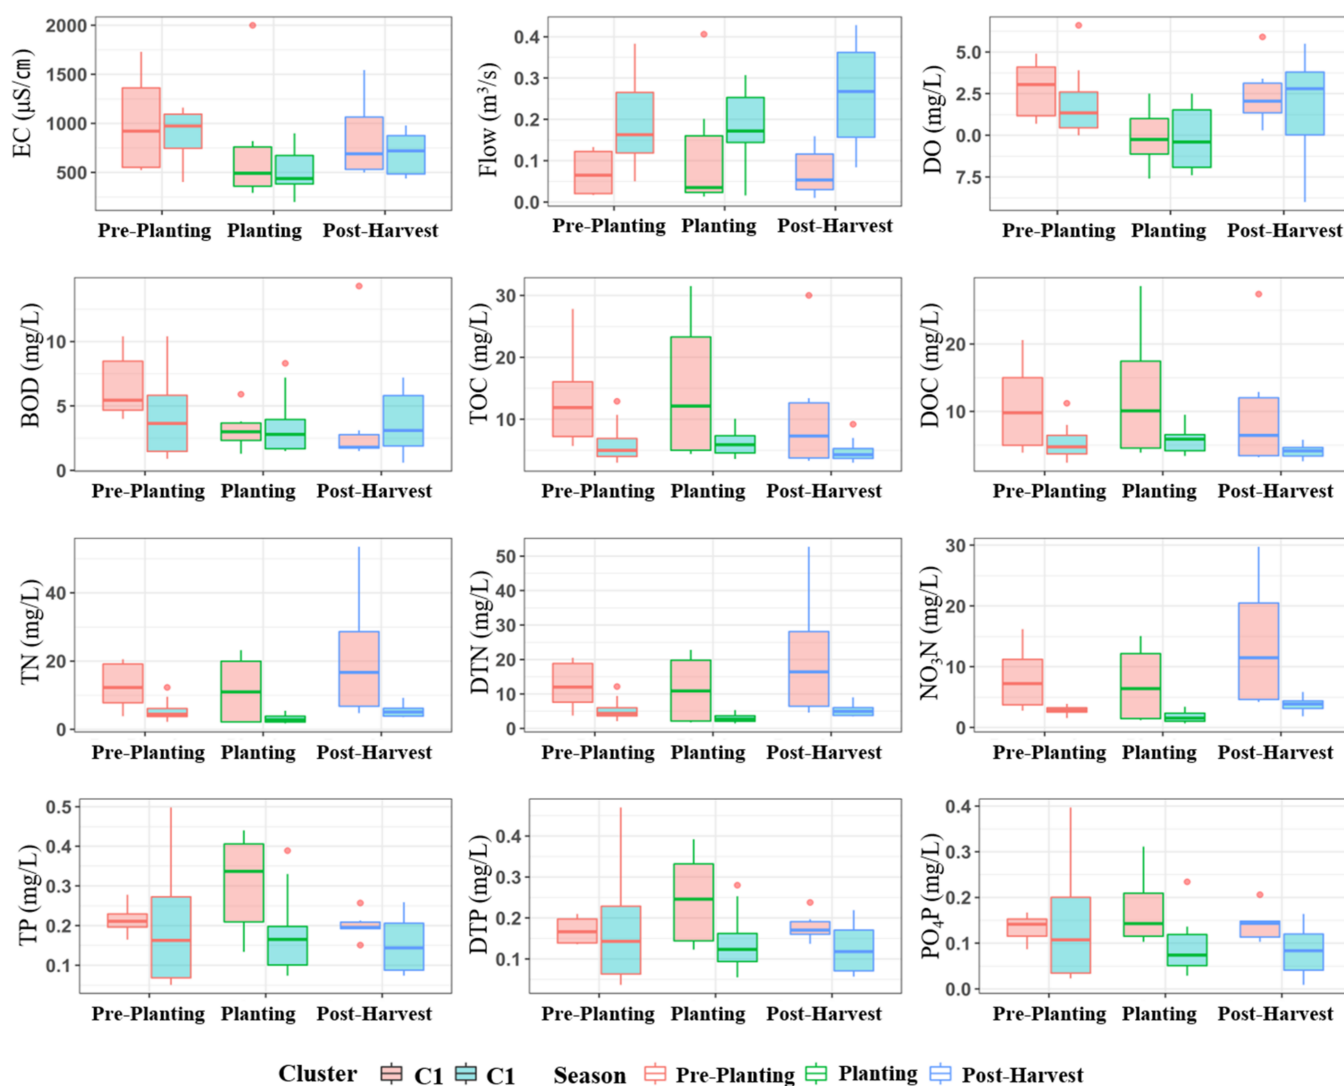 EC (μS/㎝)
2000
1500
1000
500
Pre-Planting Planting Post-Harvest
Flow (m³/s)
0.4
0.3
0.2
0.1
0.0
Pre-Planting Planting Post-Harvest
DO (mg/L)
5.0
2.5
0.0
7.5
Pre-Planting Planting Post-Harvest
BOD (mg/L)
10
5
0
Pre-Planting Planting Post-Harvest
TOC (mg/L)
30
20
10
Pre-Planting Planting Post-Harvest
DOC (mg/L)
20
10
Pre-Planting Planting Post-Harvest
TN (mg/L)
40
20
0
Pre-Planting Planting Post-Harvest
DTN (mg/L)
50
40
30
20
10
0
Pre-Planting Planting Post-Harvest
NO₃N (mg/L)
30
20
10
0
Pre-Planting Planting Post-Harvest
TP (mg/L)
0.5
0.4
0.3
0.2
0.1
Pre-Planting Planting Post-Harvest
DTP (mg/L)
0.4
0.3
0.2
0.1
Pre-Planting Planting Post-Harvest
PO₄P (mg/L)
0.4
0.3
0.2
0.1
0.0
Pre-Planting Planting Post-Harvest
Cluster C1 C1 Season Pre-Planting Planting Post-Harvest